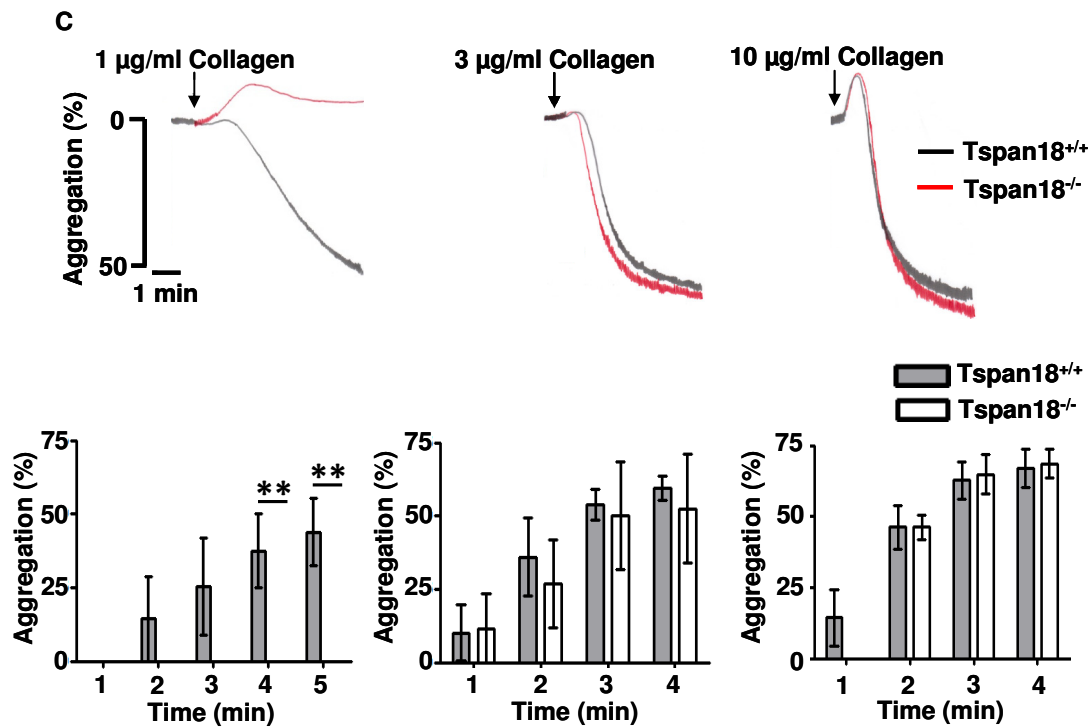 C
1 µg/ml Collagen
3 µg/ml Collagen
10 µg/ml Collagen
Aggregation (%)
0
50
1 min
Tspan18+/+
Tspan18-/-
Tspan18+/+
Tspan18-/-
Aggregation (%)
75
50
25
0
** **
1 2 3 4 5
Time (min)
Aggregation (%)
75
50
25
0
1 2 3 4
Time (min)
Aggregation (%)
75
50
25
0
1 2 3 4
Time (min)